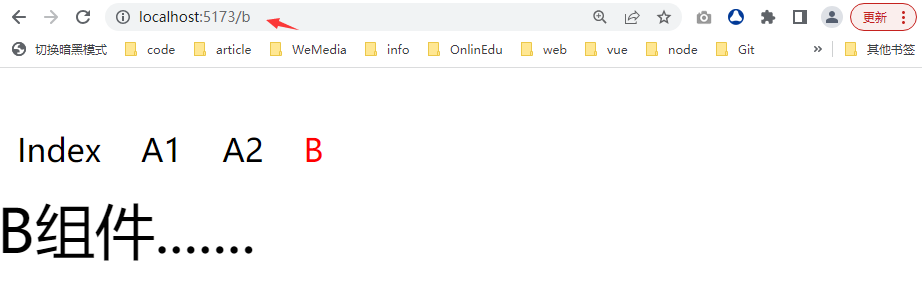 localhost:5173/b
更新
切换暗黑模式 code article WeMedia info OnlinEdu web vue node Git » 其他书签
Index A1 A2 B
B组件.......